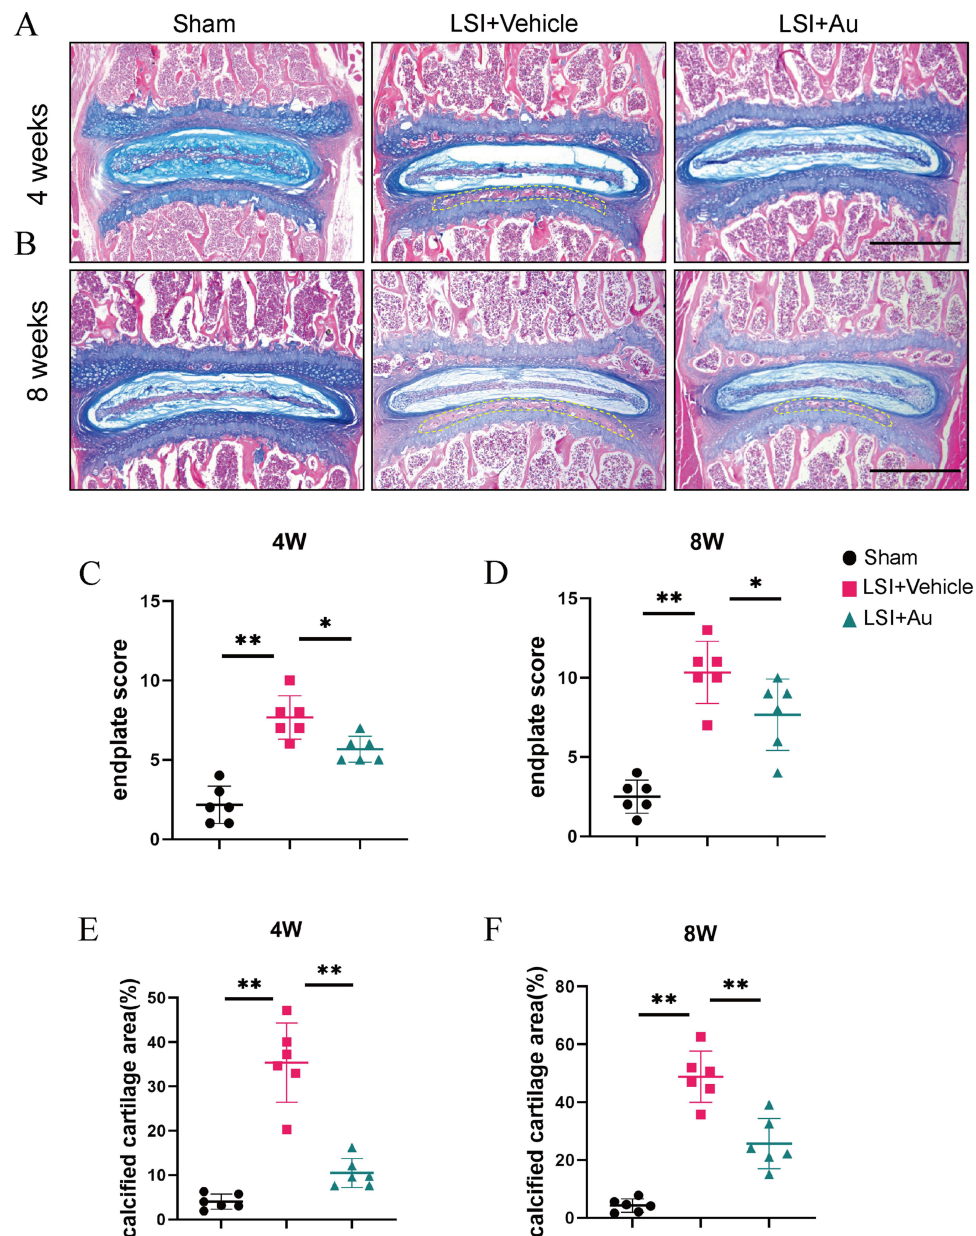 A
Sham
LSI+Vehicle
LSI+Au
4 weeks
B
8 weeks
4W
C
15
10
5
0
endplate score
**
*
8W
D
15
10
5
0
endplate score
**
*
Sham
LSI+Vehicle
LSI+Au
E
4W
50
40
30
20
10
0
calcified cartilage area(%)
**
**
F
8W
80
60
40
20
0
calcified cartilage area(%)
**
**